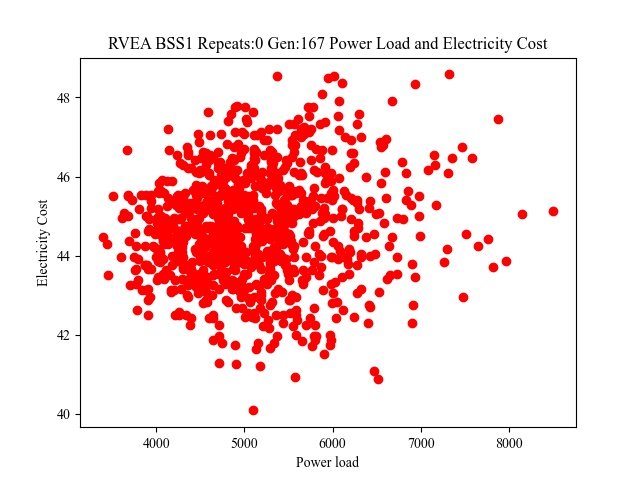 RVEA BSS1 Repeats:0 Gen:167 Power Load and Electricity Cost
48
46
44
42
40
Electricity Cost
4000 5000 6000 7000 8000
Power load